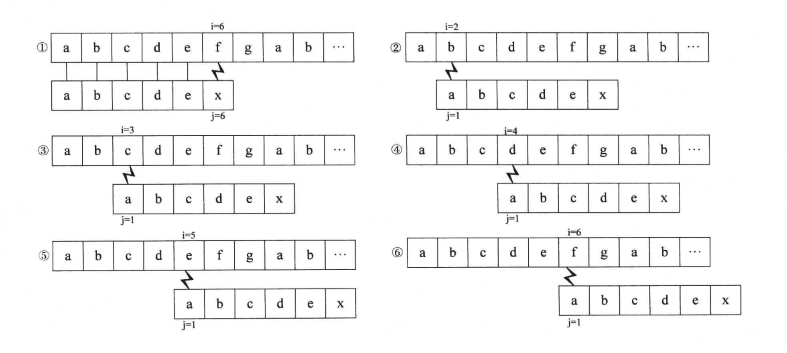 i=6
① a b c d e f g a b ···
a b c d e x
j=6
i=2
② a b c d e f g a b ···
a b c d e x
j=1
i=3
③ a b c d e f g a b ···
a b c d e x
j=1
i=4
④ a b c d e f g a b ···
a b c d e x
j=1
i=5
⑤ a b c d e f g a b ···
a b c d e x
j=1
i=6
⑥ a b c d e f g a b ···
a b c d e x
j=1